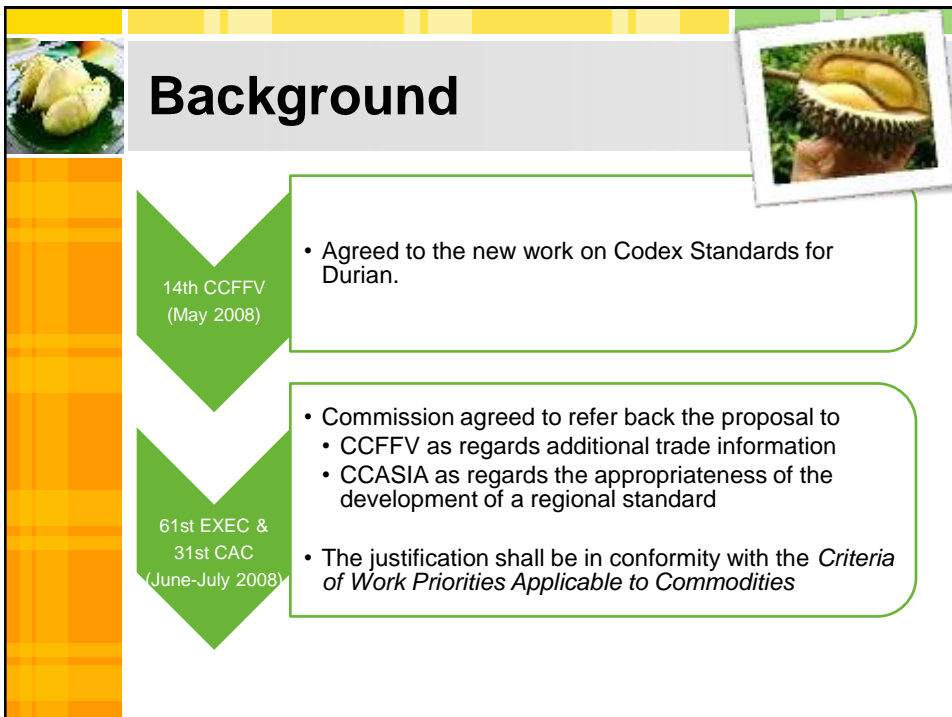 Background
14th CCFFV
(May 2008)
• Agreed to the new work on Codex Standards for
Durian.
61st EXEC &
31st CAC
(June-July 2008)
• Commission agreed to refer back the proposal to
• CCFFV as regards additional trade information
• CCASIA as regards the appropriateness of the
development of a regional standard
• The justification shall be in conformity with the Criteria
of Work Priorities Applicable to Commodities